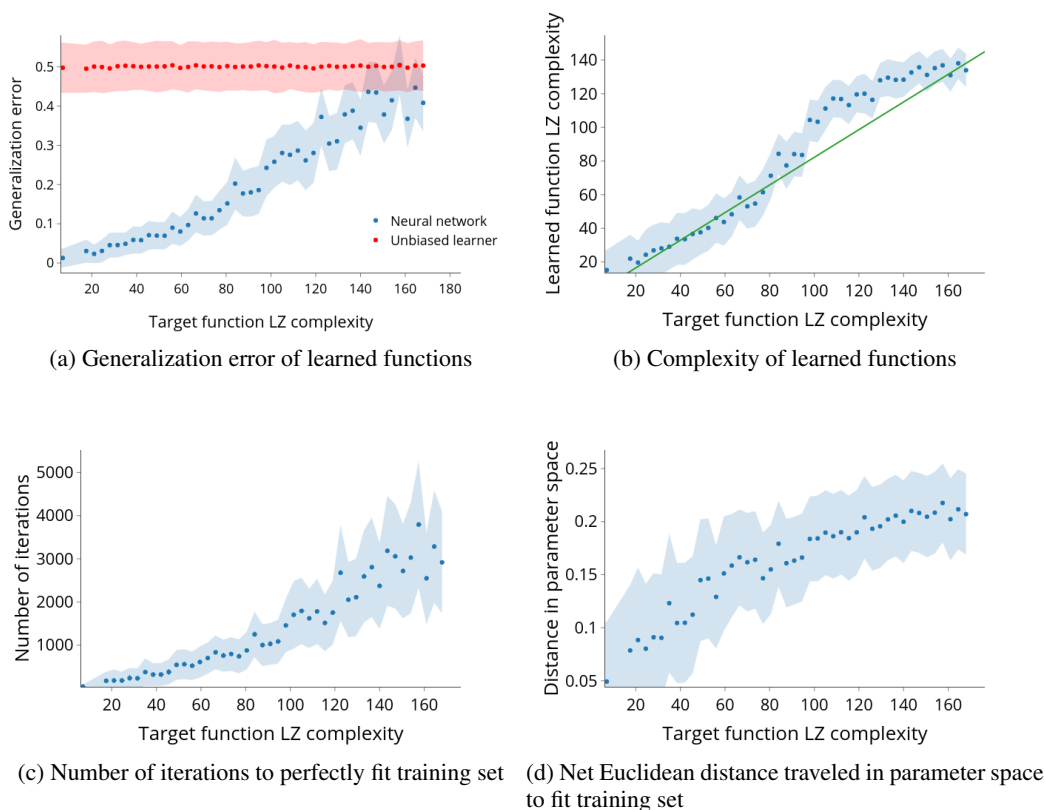 0.5
0.4
0.3
0.2
0.1
0
Generalization error
20 40 60 80 100 120 140 160 180
Target function LZ complexity
Neural network
Unbiased learner
(a) Generalization error of learned functions
140
120
100
80
60
40
20
Learned function LZ complexity
20 40 60 80 100 120 140 160
Target function LZ complexity
(b) Complexity of learned functions
5000
4000
3000
2000
1000
Number of iterations
20 40 60 80 100 120 140 160
Target function LZ complexity
(c) Number of iterations to perfectly fit training set
0.25
0.2
0.15
0.1
0.05
Distance in parameter space
20 40 60 80 100 120 140 160
Target function LZ complexity
(d) Net Euclidean distance traveled in parameter space
to fit training set